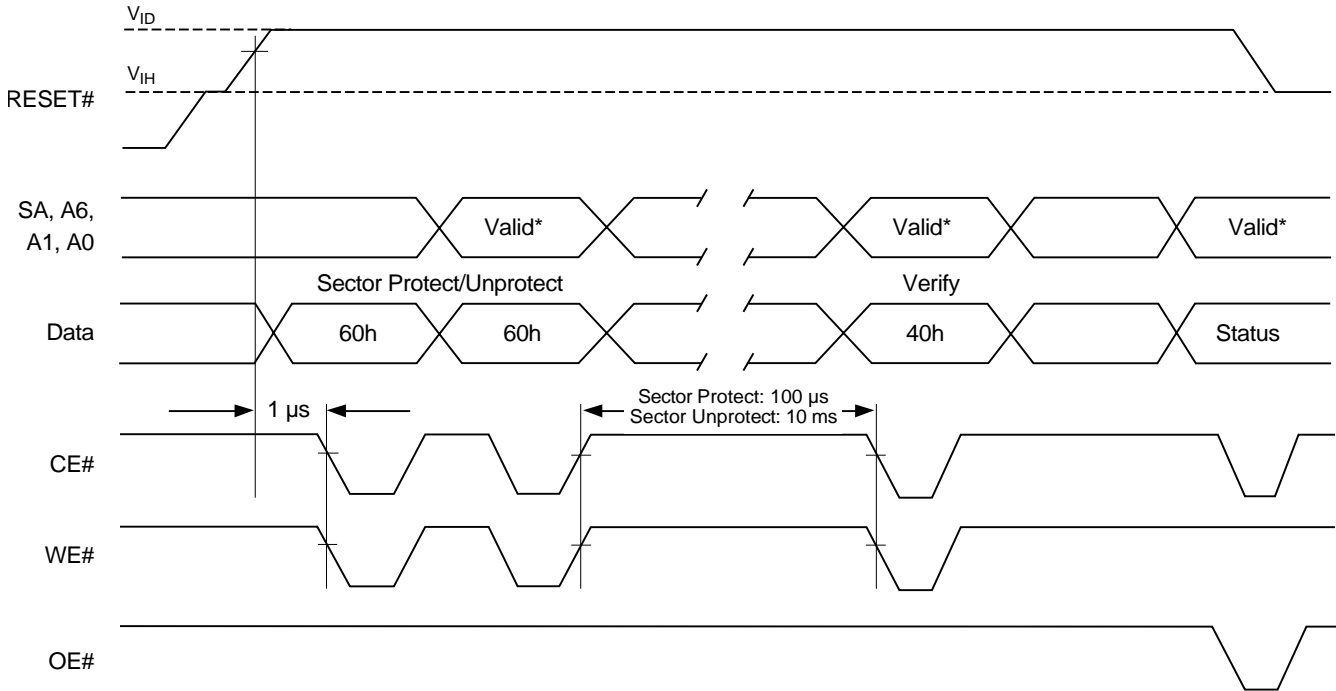 VID
VIH
RESET#
SA, A6,
A1, A0
Valid*
Valid*
Valid*
Sector Protect/Unprotect
Verify
Data
60h
60h
40h
Status
1 µs
Sector Protect: 100 µs
Sector Unprotect: 10 ms
CE#
WE#
OE#